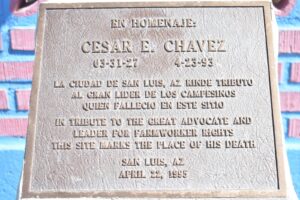 EN HOMENAJE:
CESAR E. CHAVEZ
03-31-27 4-23-93
LA CIUDAD DE SAN LUIS, AZ RINDE TRIBUTO
AL GRAN LIDER DE LOS CAMPESINOS
QUIEN FALLECIO EN ESTE SITIO
IN TRIBUTE TO THE GREAT ADVOCATE AND
LEADER FOR FARMWORKER RIGHTS
THIS SITE MARKS THE PLACE OF HIS DEATH
SAN LUIS, AZ
APRIL 22, 1995